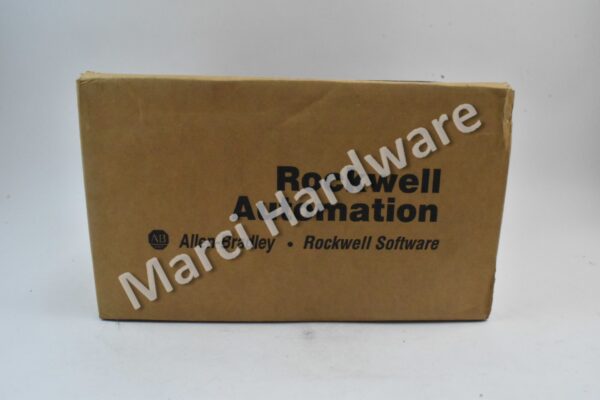 Rockwell
Automation
AB Allen-Bradley • Rockwell Software
Marci Hardware